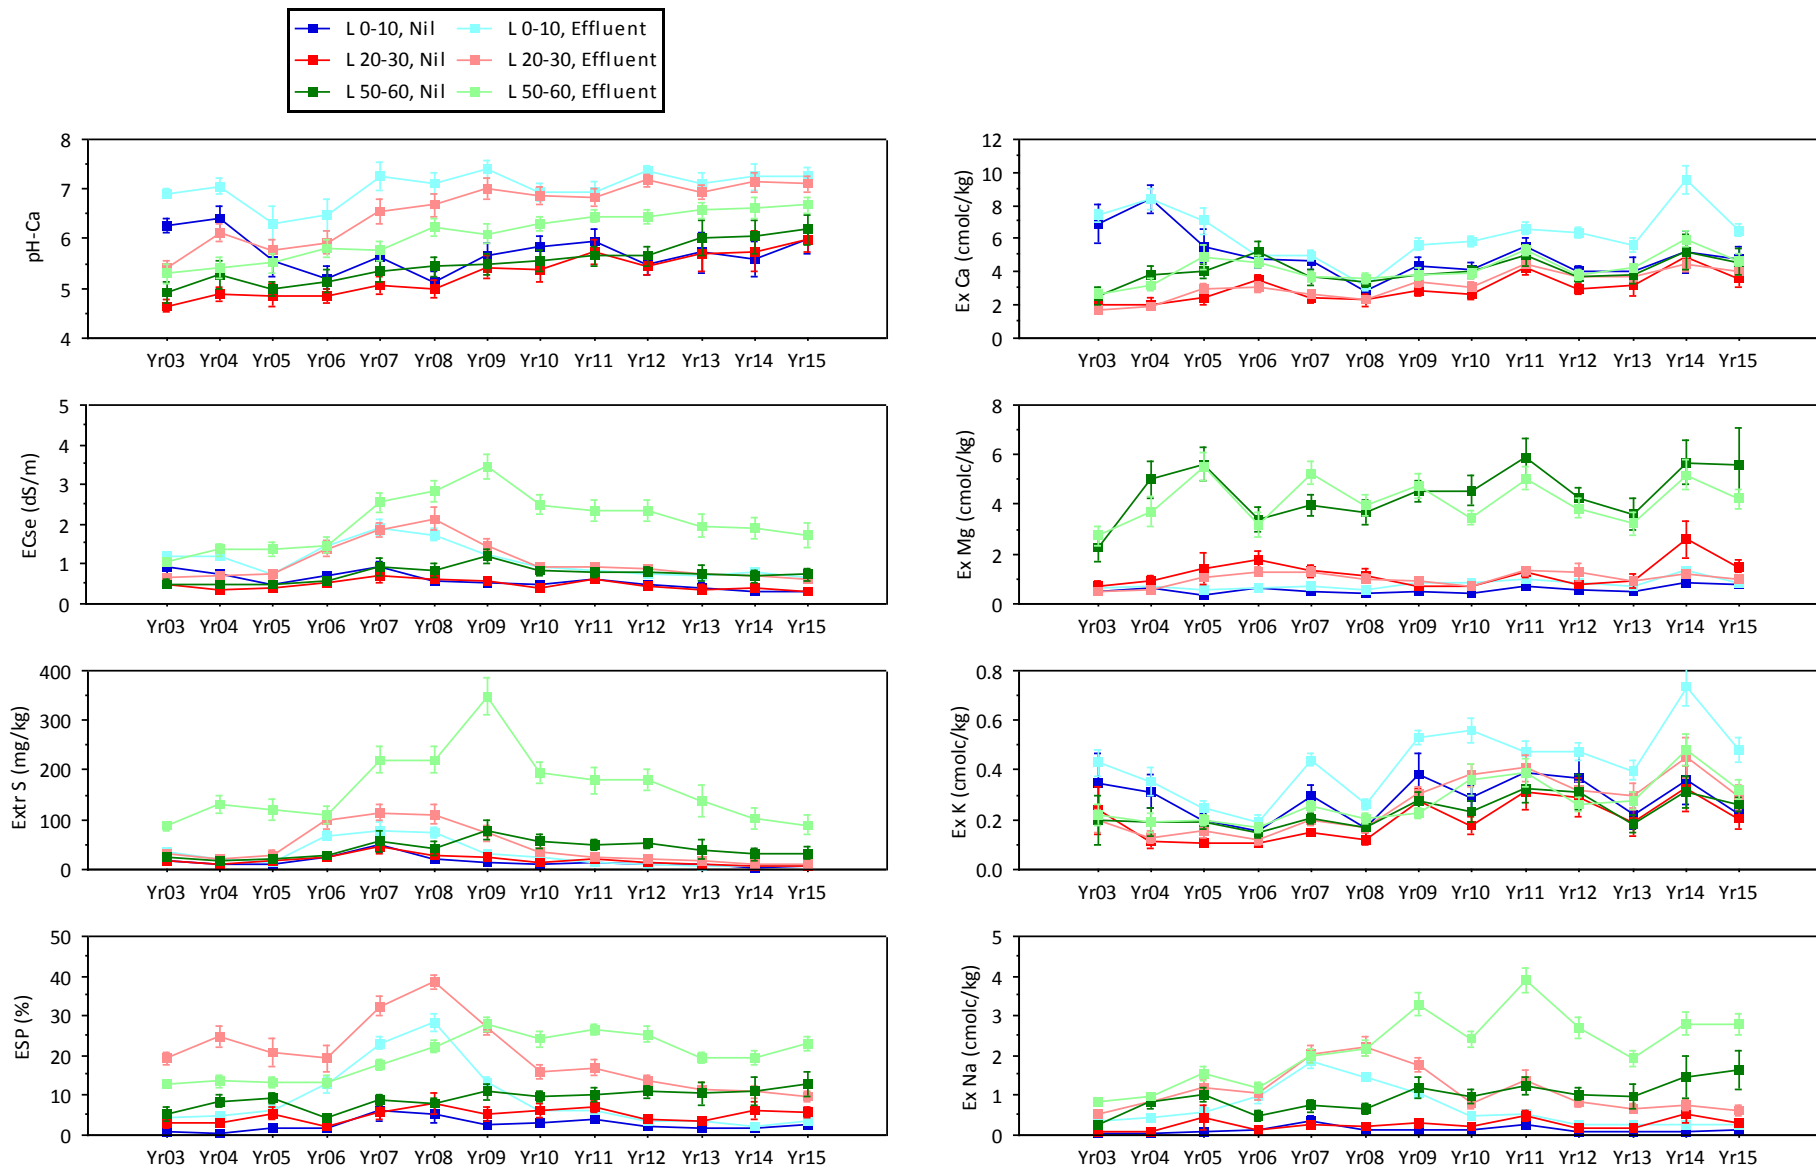 L 0-10, Nil L 0-10, Effluent
L 20-30, Nil L 20-30, Effluent
L 50-60, Nil L 50-60, Effluent
pH-Ca
8
7
6
5
4
Yr03 Yr04 Yr05 Yr06 Yr07 Yr08 Yr09 Yr10 Yr11 Yr12 Yr13 Yr14 Yr15
Ex Ca (cmolc/kg)
12
10
8
6
4
2
0
Yr03 Yr04 Yr05 Yr06 Yr07 Yr08 Yr09 Yr10 Yr11 Yr12 Yr13 Yr14 Yr15
ECse (dS/m)
5
4
3
2
1
0
Yr03 Yr04 Yr05 Yr06 Yr07 Yr08 Yr09 Yr10 Yr11 Yr12 Yr13 Yr14 Yr15
Ex Mg (cmolc/kg)
8
6
4
2
0
Yr03 Yr04 Yr05 Yr06 Yr07 Yr08 Yr09 Yr10 Yr11 Yr12 Yr13 Yr14 Yr15
Extr S (mg/kg)
400
300
200
100
0
Yr03 Yr04 Yr05 Yr06 Yr07 Yr08 Yr09 Yr10 Yr11 Yr12 Yr13 Yr14 Yr15
Ex K (cmolc/kg)
0.8
0.6
0.4
0.2
0.0
Yr03 Yr04 Yr05 Yr06 Yr07 Yr08 Yr09 Yr10 Yr11 Yr12 Yr13 Yr14 Yr15
ESP (%)
50
40
30
20
10
0
Yr03 Yr04 Yr05 Yr06 Yr07 Yr08 Yr09 Yr10 Yr11 Yr12 Yr13 Yr14 Yr15
Ex Na (cmolc/kg)
5
4
3
2
1
0
Yr03 Yr04 Yr05 Yr06 Yr07 Yr08 Yr09 Yr10 Yr11 Yr12 Yr13 Yr14 Yr15